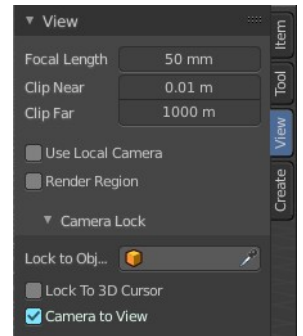 View
Focal Length 50 mm
Clip Near 0.01 m
Clip Far 1000 m
Use Local Camera
Render Region
Camera Lock
Lock to Obj...
Lock To 3D Cursor
Camera to View
Item
Tool
View
Create